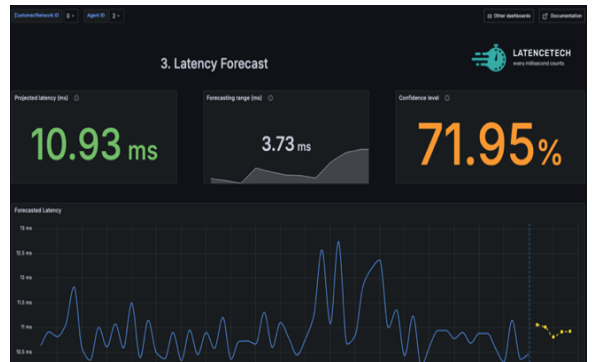 Customer/Network ID 0 Agent ID 2 Other dashboards Documentation
3. Latency Forecast
LATENCETECH
every millisecond counts
Projected latency (ms) Forecasting range (ms) Confidence level
10.93 ms 3.73 ms 71.95%
Forecasted Latency
13 ms
12.5 ms
12 ms
11.5 ms
11 ms
10.5 ms